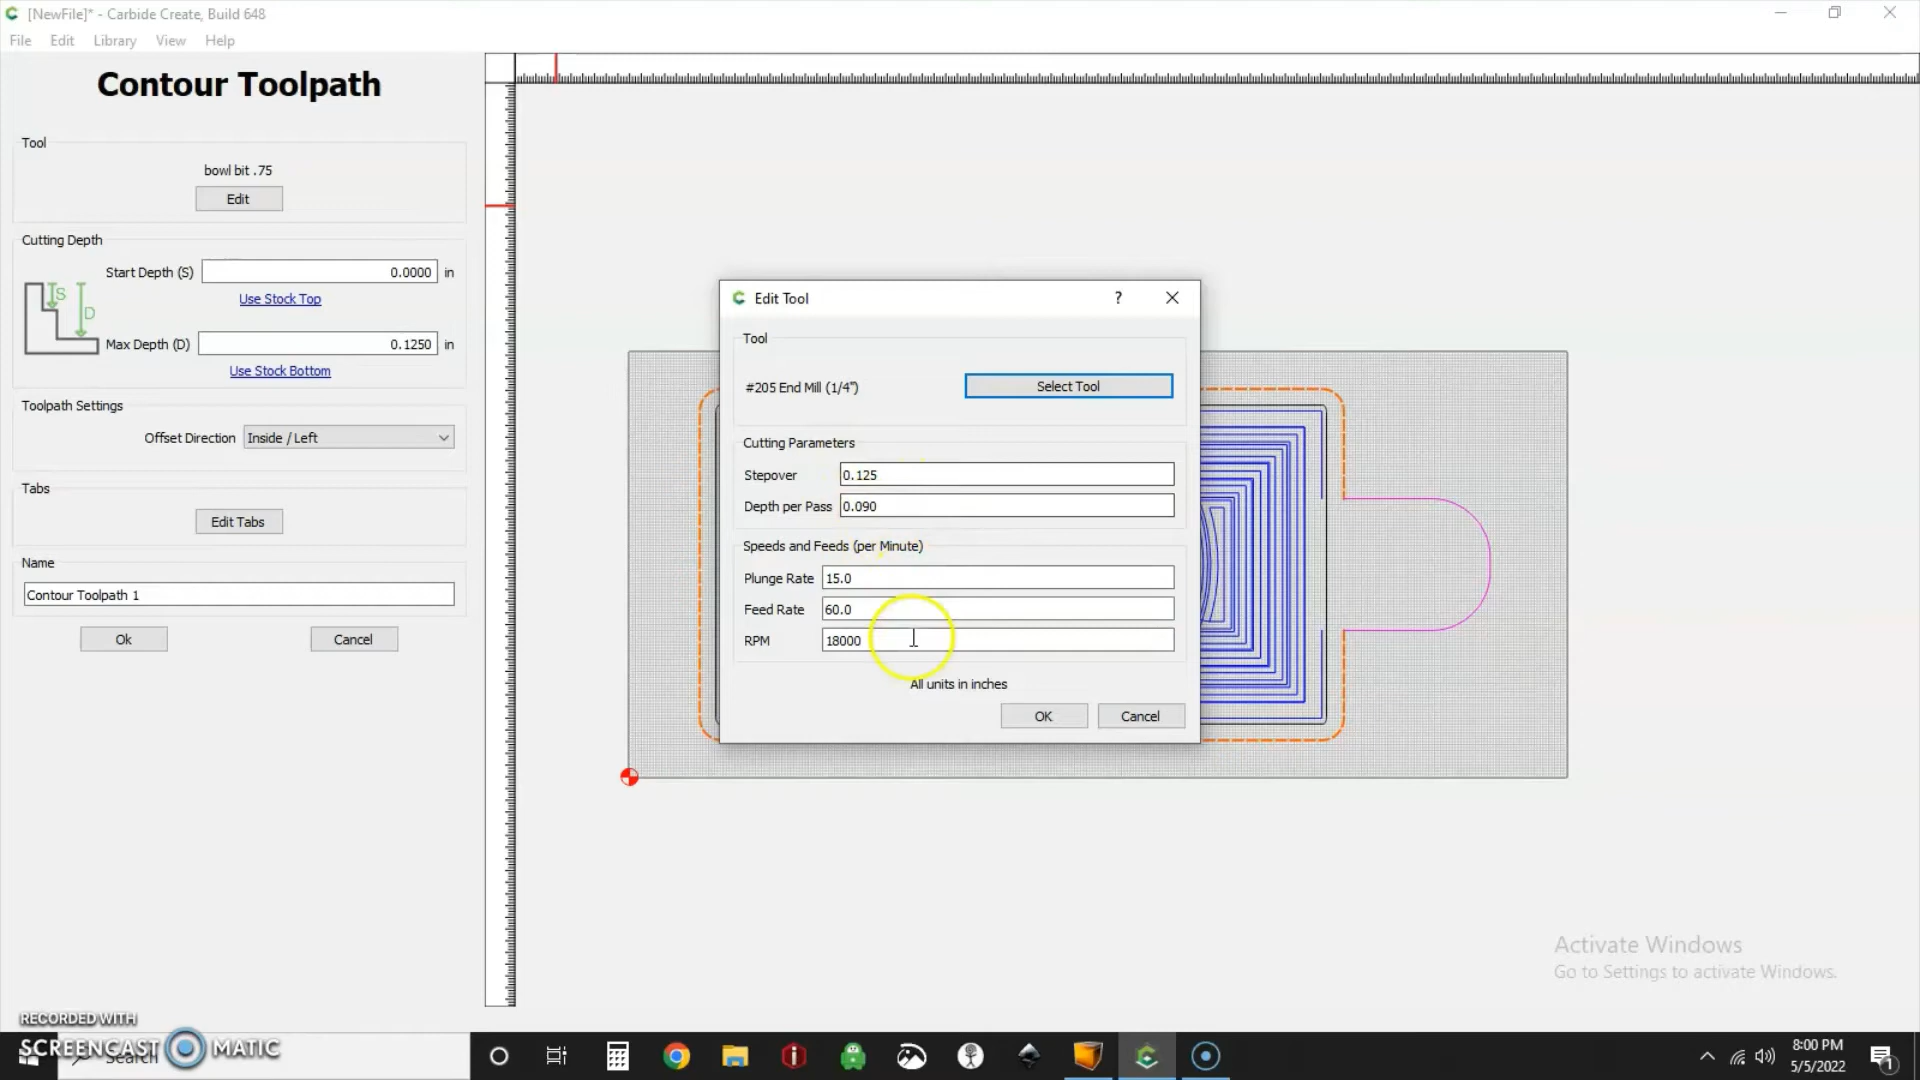 [NewFile]* - Carbide Create, Build 648
File Edit Library View Help
Contour Toolpath
Tool
bowl bit .75
Edit
Cutting Depth
Start Depth (S) 0.0000 in
Use Stock Top
S
D
Max Depth (D) 0.1250 in
Use Stock Bottom
Toolpath Settings
Offset Direction Inside / Left
Tabs
Edit Tabs
Name
Contour Toolpath 1
Ok Cancel
Edit Tool ?
Tool
#205 End Mill (1/4")
Select Tool
Cutting Parameters
Stepover 0.125
Depth per Pass 0.090
Speeds and Feeds (per Minute)
Plunge Rate 15.0
Feed Rate 60.0
RPM 18000
All units in inches
OK Cancel
Activate Windows
Go to Settings to activate Windows.
RECORDED WITH
SCREENCAST MATIC
Search
8:00 PM
5/5/2022
1